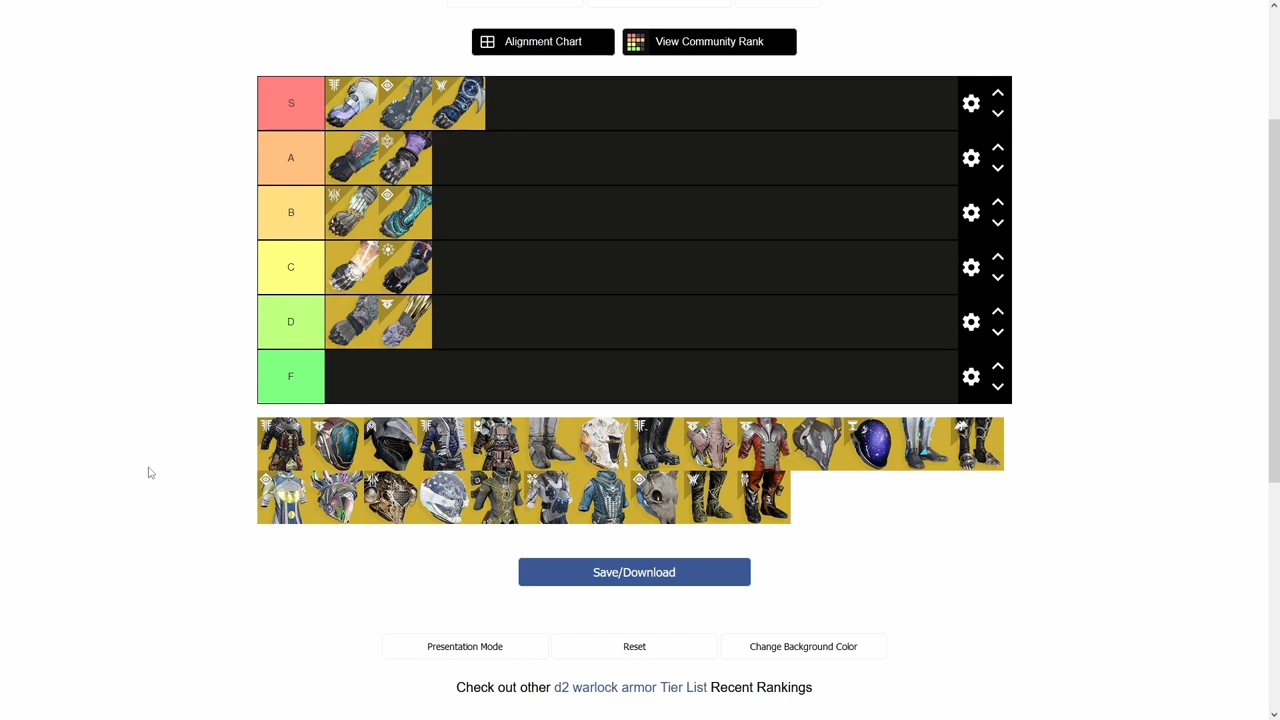 Alignment Chart
View Community Rank
S
A
B
C
D
F
Save/Download
Presentation Mode
Reset
Change Background Color
Check out other d2 warlock armor Tier List Recent Rankings